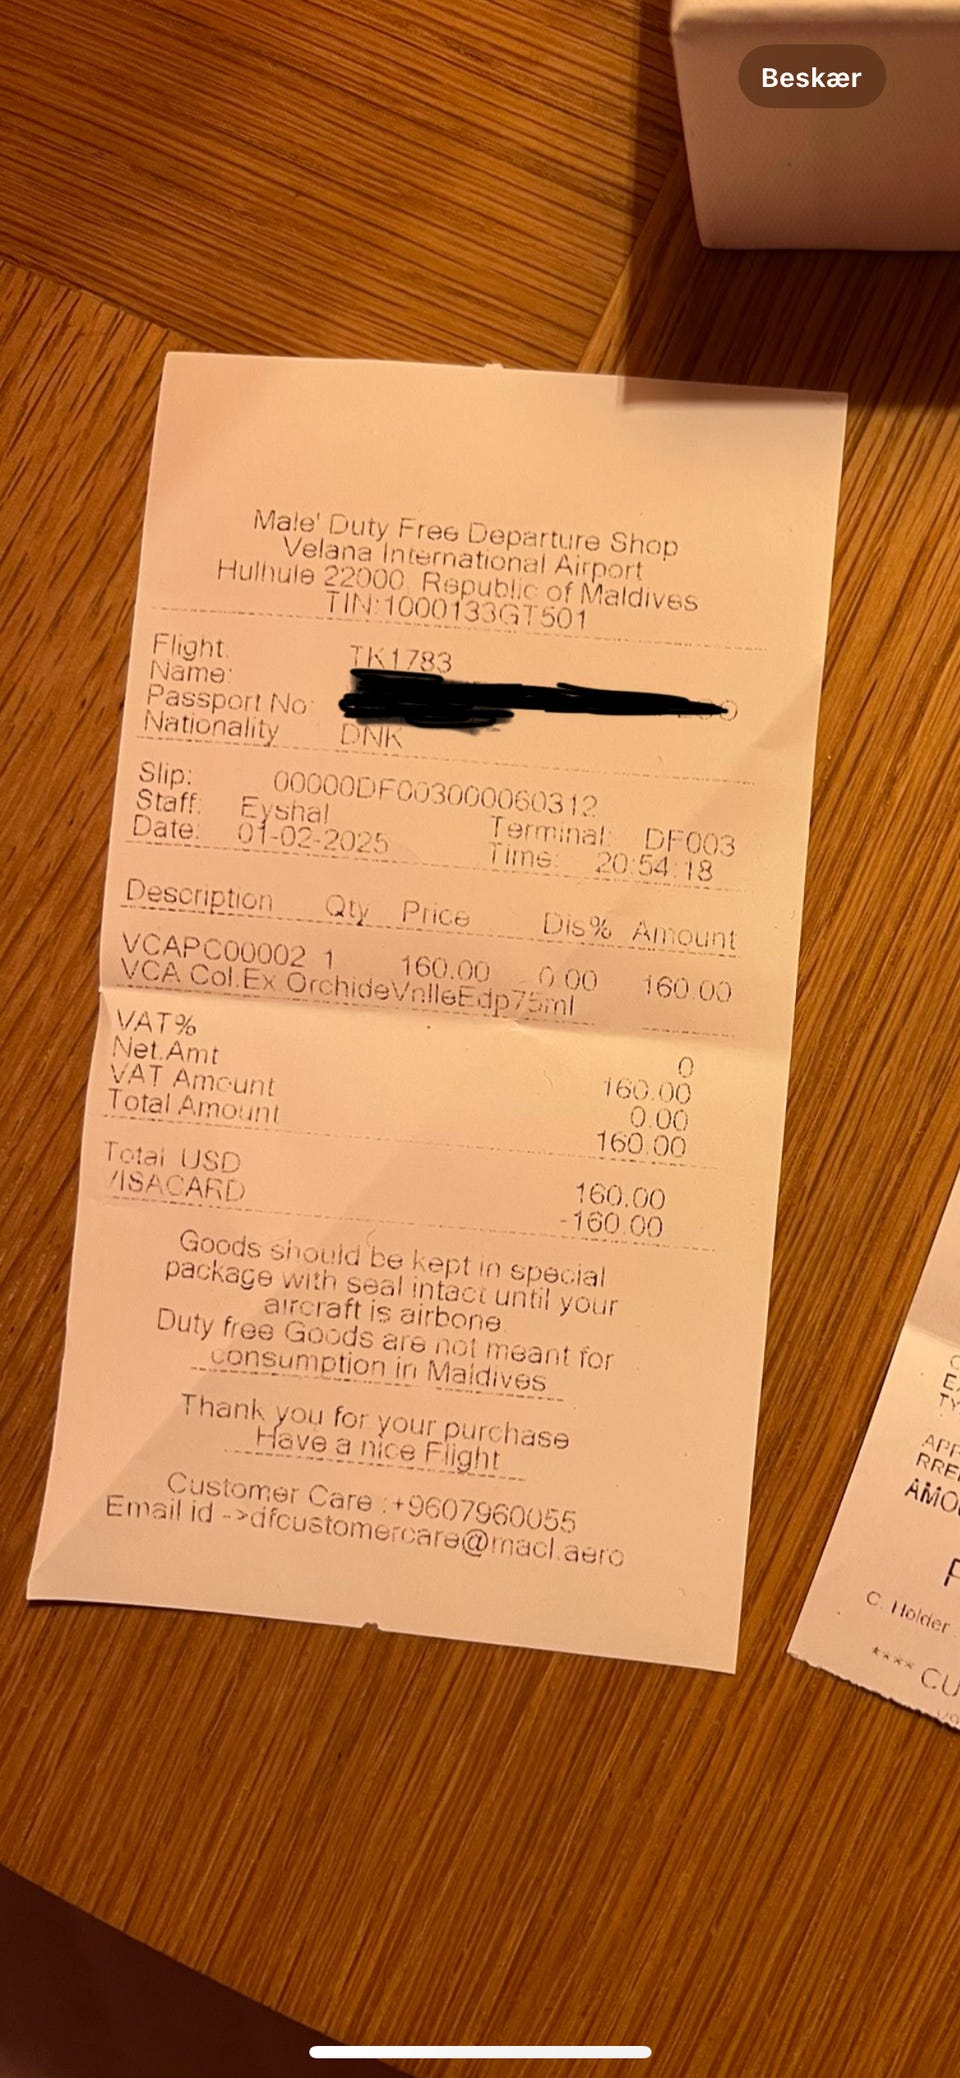 Beskær
Male' Duty Free Departure Shop
Velana International Airport
Hulhule 22000, Republic of Maldives
TIN:1000133GT501
Flight: TK1783
Name:
Passport No:
Nationality DNK
Slip: 00000DF003000060312
Staff: Eyshal Terminal: DF003
Date: 01-02-2025 Time: 20:54:18
Description Qty Price Dis% Amount
VCAPC00002 1 160.00 0.00 160.00
VCA Col.Ex OrchideVnlleEdp75ml
VAT% 0
Net.Amt 160.00
VAT Amount 0.00
Total Amount 160.00
Total USD 160.00
VISACARD -160.00
Goods should be kept in special
package with seal intact until your
aircraft is airbone.
Duty free Goods are not meant for
consumption in Maldives
Thank you for your purchase
Have a nice Flight
Customer Care :+9607960055
Email id ->dfcustomercare@macl.aero
APP
RRE
AMO
C. Holder
**** CU